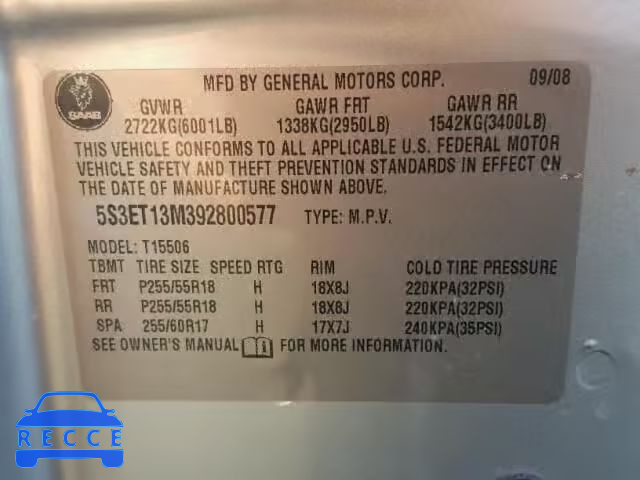 MFD BY GENERAL MOTORS CORP. 09/08
SAAB
GVWR GAWR FRT GAWR RR
2722KG(6001LB) 1338KG(2950LB) 1542KG(3400LB)
THIS VEHICLE CONFORMS TO ALL APPLICABLE U.S. FEDERAL MOTOR
VEHICLE SAFETY AND THEFT PREVENTION STANDARDS IN EFFECT ON
THE DATE OF MANUFACTURE SHOWN ABOVE.
5S3ET13M392800577 TYPE: M.P.V.
MODEL: T15506
TBMT TIRE SIZE SPEED RTG RIM COLD TIRE PRESSURE
FRT P255/55R18 H 18X8J 220KPA(32PSI)
RR P255/55R18 H 18X8J 220KPA(32PSI)
SPA 255/60R17 H 17X7J 240KPA(35PSI)
SEE OWNER'S MANUAL FOR MORE INFORMATION.
RECCE